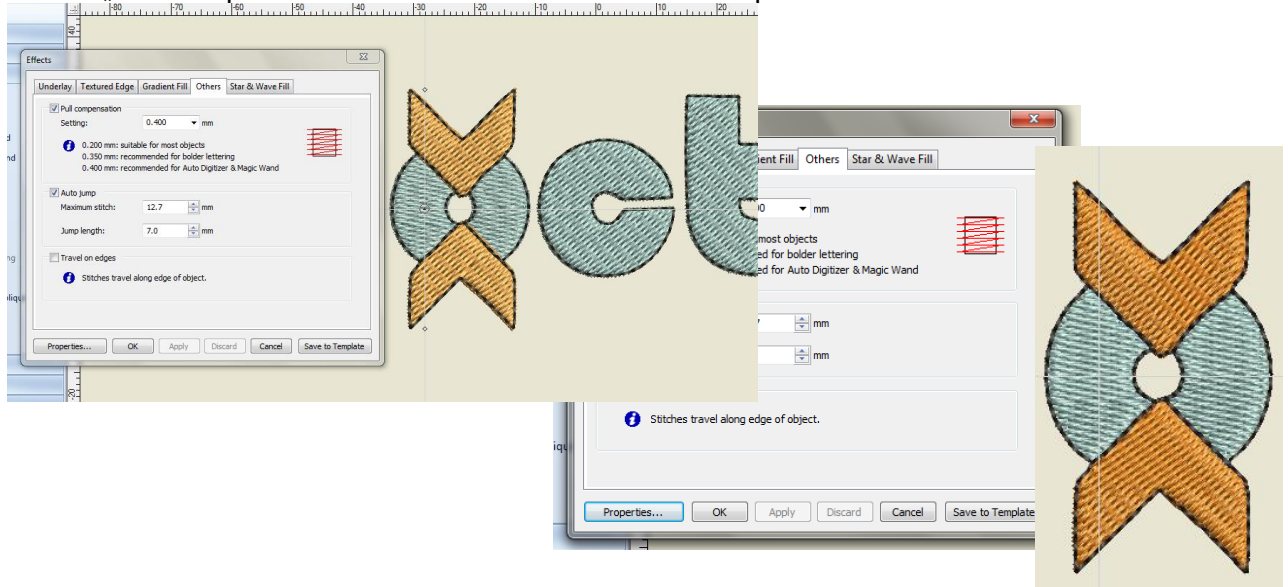 -80 -70 -60 -50 -40 -30 -20 -10 0 10 20
40
Effects
Underlay Textured Edge Gradient Fill Others Star & Wave Fill
Pull compensation
Setting: 0.400 mm
0.200 mm: suitable for most objects
0.350 mm: recommended for bolder lettering
0.400 mm: recommended for Auto Digitizer & Magic Wand
Auto jump
Maximum stitch: 12.7 mm
Jump length: 7.0 mm
Travel on edges
Stitches travel along edge of object.
Properties... OK Apply Discard Cancel Save to Template
-20
ct
Fill Others Star & Wave Fill
mm
most objects
ed for bolder lettering
ed for Auto Digitizer & Magic Wand
mm
mm
Stitches travel along edge of object.
Properties... OK Apply Discard Cancel Save to Template